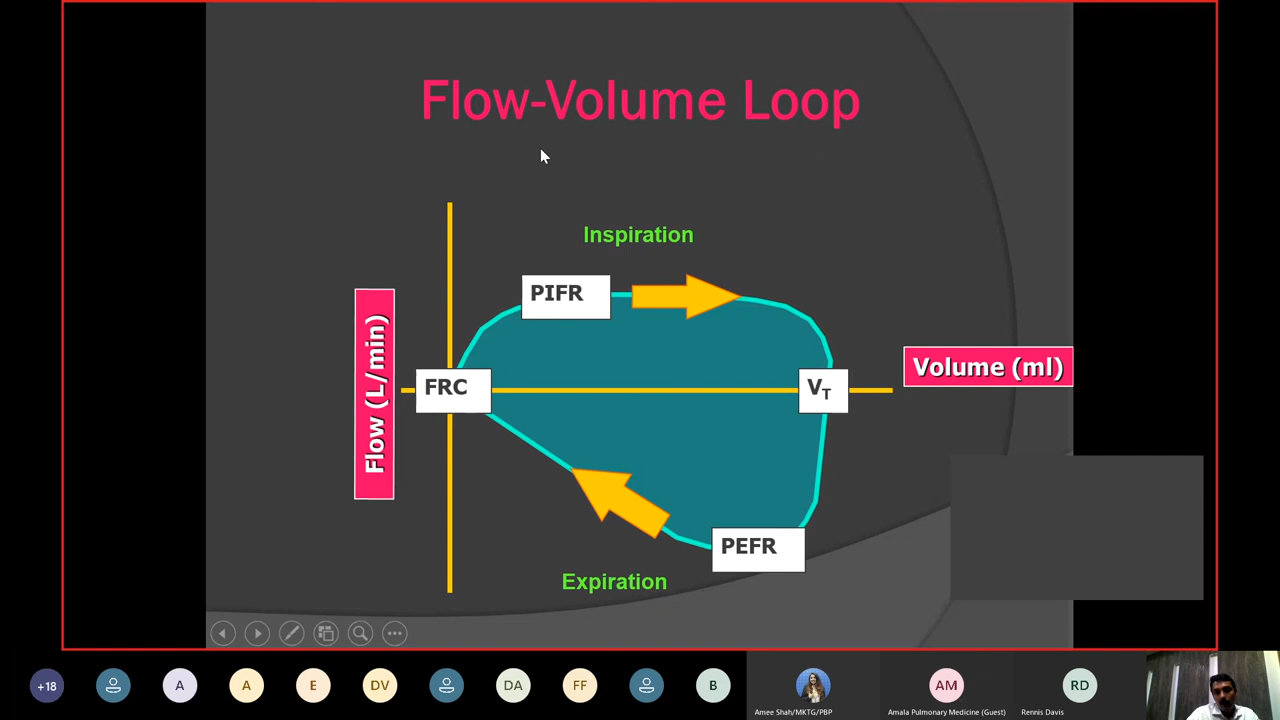 Flow-Volume Loop
Inspiration
PIFR
Flow (L/min)
FRC
VT
Volume (ml)
PEFR
Expiration
+18
A
A
E
DV
DA
FF
B
AM
RD
Amee Shah/MKTG/PBP
Amala Pulmonary Medicine (Guest)
Rennis Davis